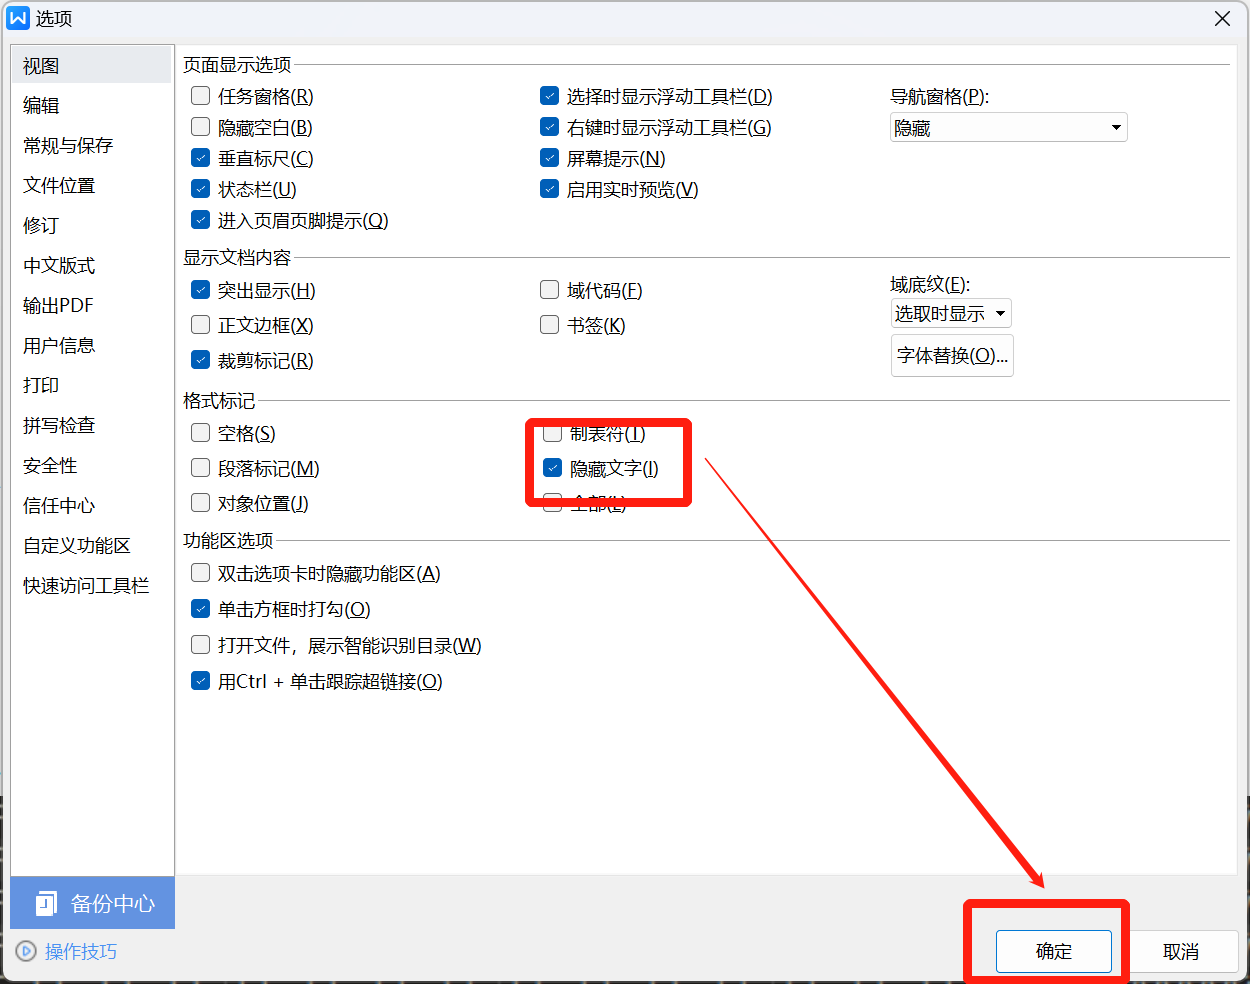 选项
视图
编辑
常规与保存
文件位置
修订
中文版式
输出PDF
用户信息
打印
拼写检查
安全性
信任中心
自定义功能区
快速访问工具栏
备份中心
操作技巧
页面显示选项
任务窗格(R)
隐藏空白(B)
垂直标尺(C)
状态栏(U)
进入页眉页脚提示(Q)
选择时显示浮动工具栏(D)
右键时显示浮动工具栏(G)
屏幕提示(N)
启用实时预览(V)
导航窗格(P):
隐藏
显示文档内容
突出显示(H)
正文边框(X)
裁剪标记(R)
域代码(F)
书签(K)
域底纹(E):
选取时显示
字体替换(O)...
格式标记
空格(S)
段落标记(M)
对象位置(J)
制表符(T)
隐藏文字(I)
全部(L)
功能区选项
双击选项卡时隐藏功能区(A)
单击方框时打勾(O)
打开文件，展示智能识别目录(W)
用Ctrl + 单击跟踪超链接(O)
确定
取消